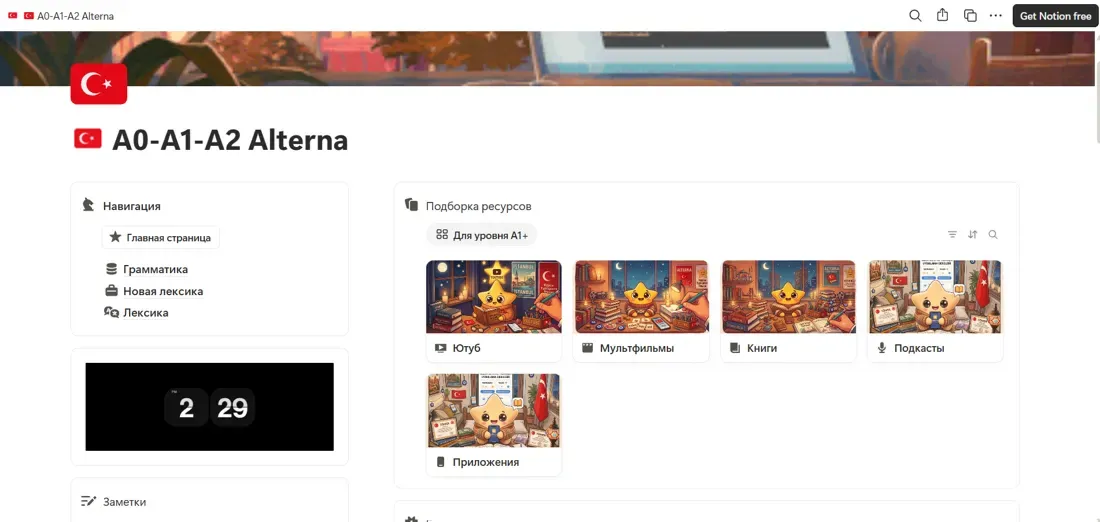 A0-A1-A2 Alterna
Get Notion free
A0-A1-A2 Alterna
Навигация
Главная страница
Грамматика
Новая лексика
Лексика
2 29
Заметки
Подборка ресурсов
Для уровня А1+
Ютуб
Мультфильмы
Книги
Подкасты
Приложения